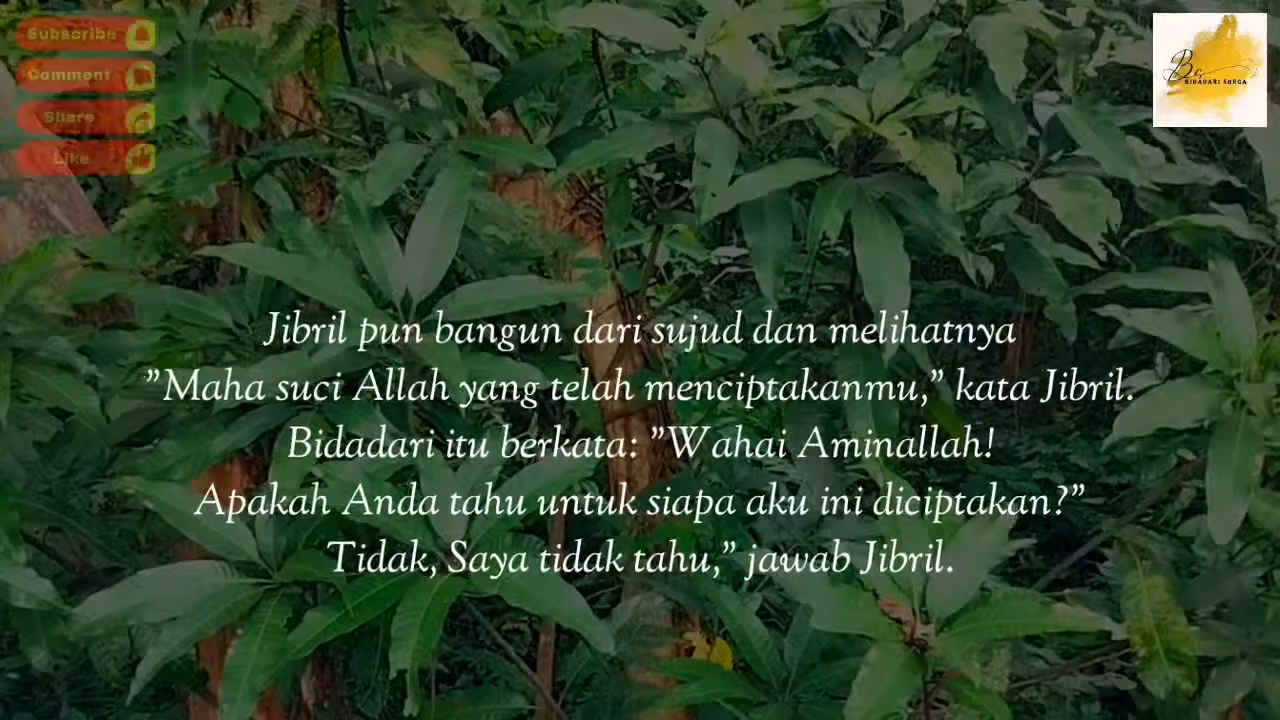 Subscribe
Comment
Share
Like
BIDADARI SURGA
Jibril pun bangun dari sujud dan melihatnya
”Maha suci Allah yang telah menciptakanmu,” kata Jibril.
Bidadari itu berkata: ”Wahai Aminallah!
Apakah Anda tahu untuk siapa aku ini diciptakan?”
Tidak, Saya tidak tahu,” jawab Jibril.